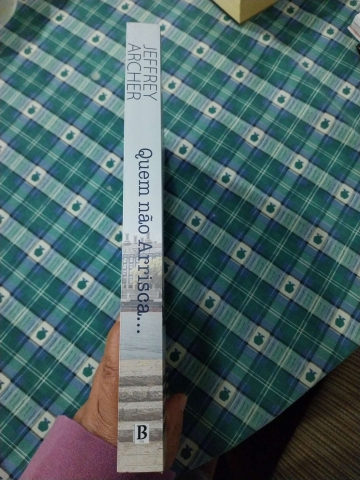 JEFFREY
ARCHER
Quem não Arrisca...
B